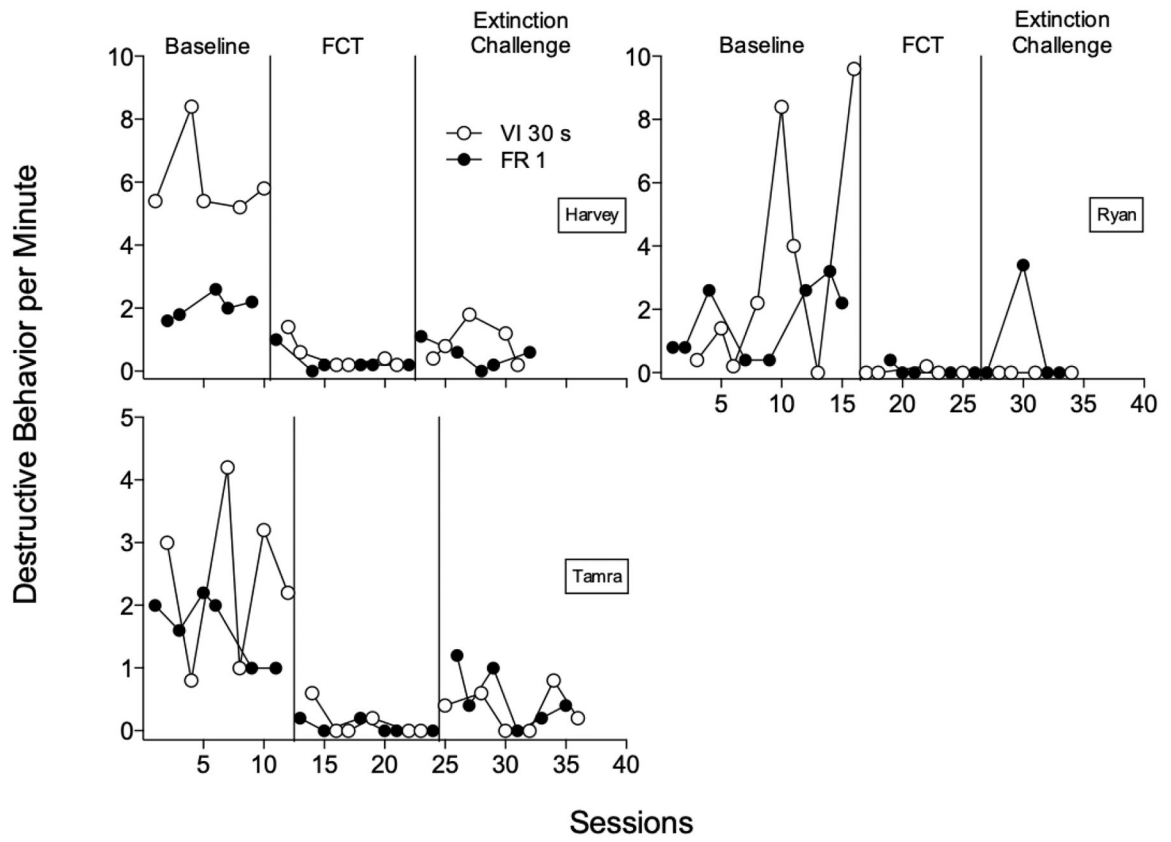 Extinction
Challenge
Baseline
FCT
Extinction
Challenge
Baseline
FCT
10
8
6
4
2
0
VI 30 s
FR 1
Harvey
10
8
6
4
2
0
Ryan
5 10 15 20 25 30 35 40
Destructive Behavior per Minute
5
4
3
2
1
0
Tamra
5 10 15 20 25 30 35 40
Sessions